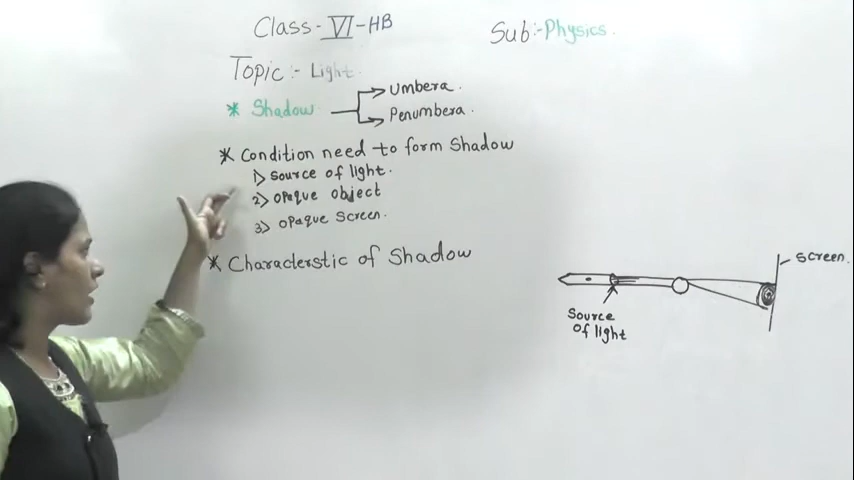 Class-VI-HB
Sub:-Physics.
Topic:- Light.
* Shadow
Umbera.
Penumbera.
* Condition need to form Shadow
1> Source of light.
2> opaque object
3> opaque Screen.
* Characterstic of Shadow
Screen.
Source
of light